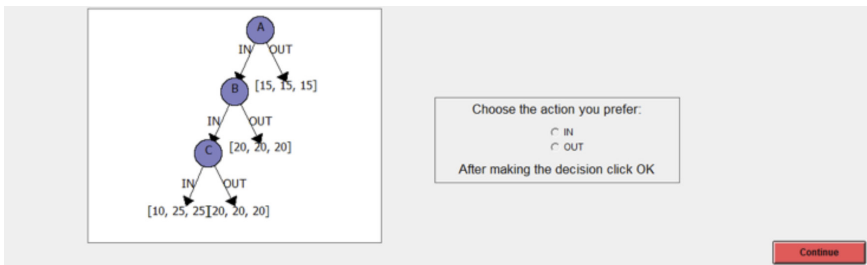 A
IN OUT
B [15, 15, 15]
IN OUT
C [20, 20, 20]
IN OUT
[10, 25, 25][20, 20, 20]
Choose the action you prefer:
IN
OUT
After making the decision click OK
Continue